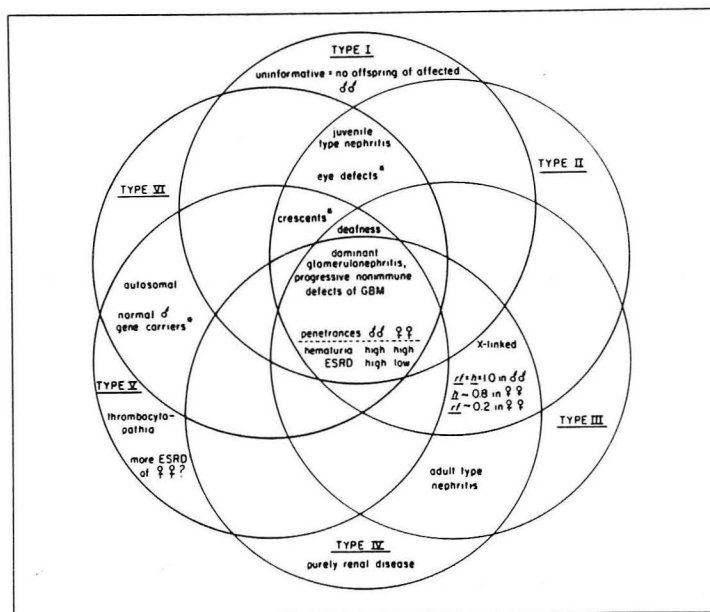 TYPE I
uninformative = no offspring of affected
♂♂
juvenile
type nephritis
TYPE II
eye defects*
TYPE VI
crescents*
deafness
dominant
glomerulonephritis,
progressive nonimmune
defects of GBM
autosomal
normal ♂
gene carriers*
penetrances ♂♂ ♀♀
hematuria high high
ESRD high low
X-linked
rf = h = 1.0 in ♂♂
h ~ 0.8 in ♀♀
rf ~ 0.2 in ♀♀
TYPE V
thrombocyto-
pathia
TYPE III
more ESRD
of ♀♀?
adult type
nephritis
TYPE IV
purely renal disease